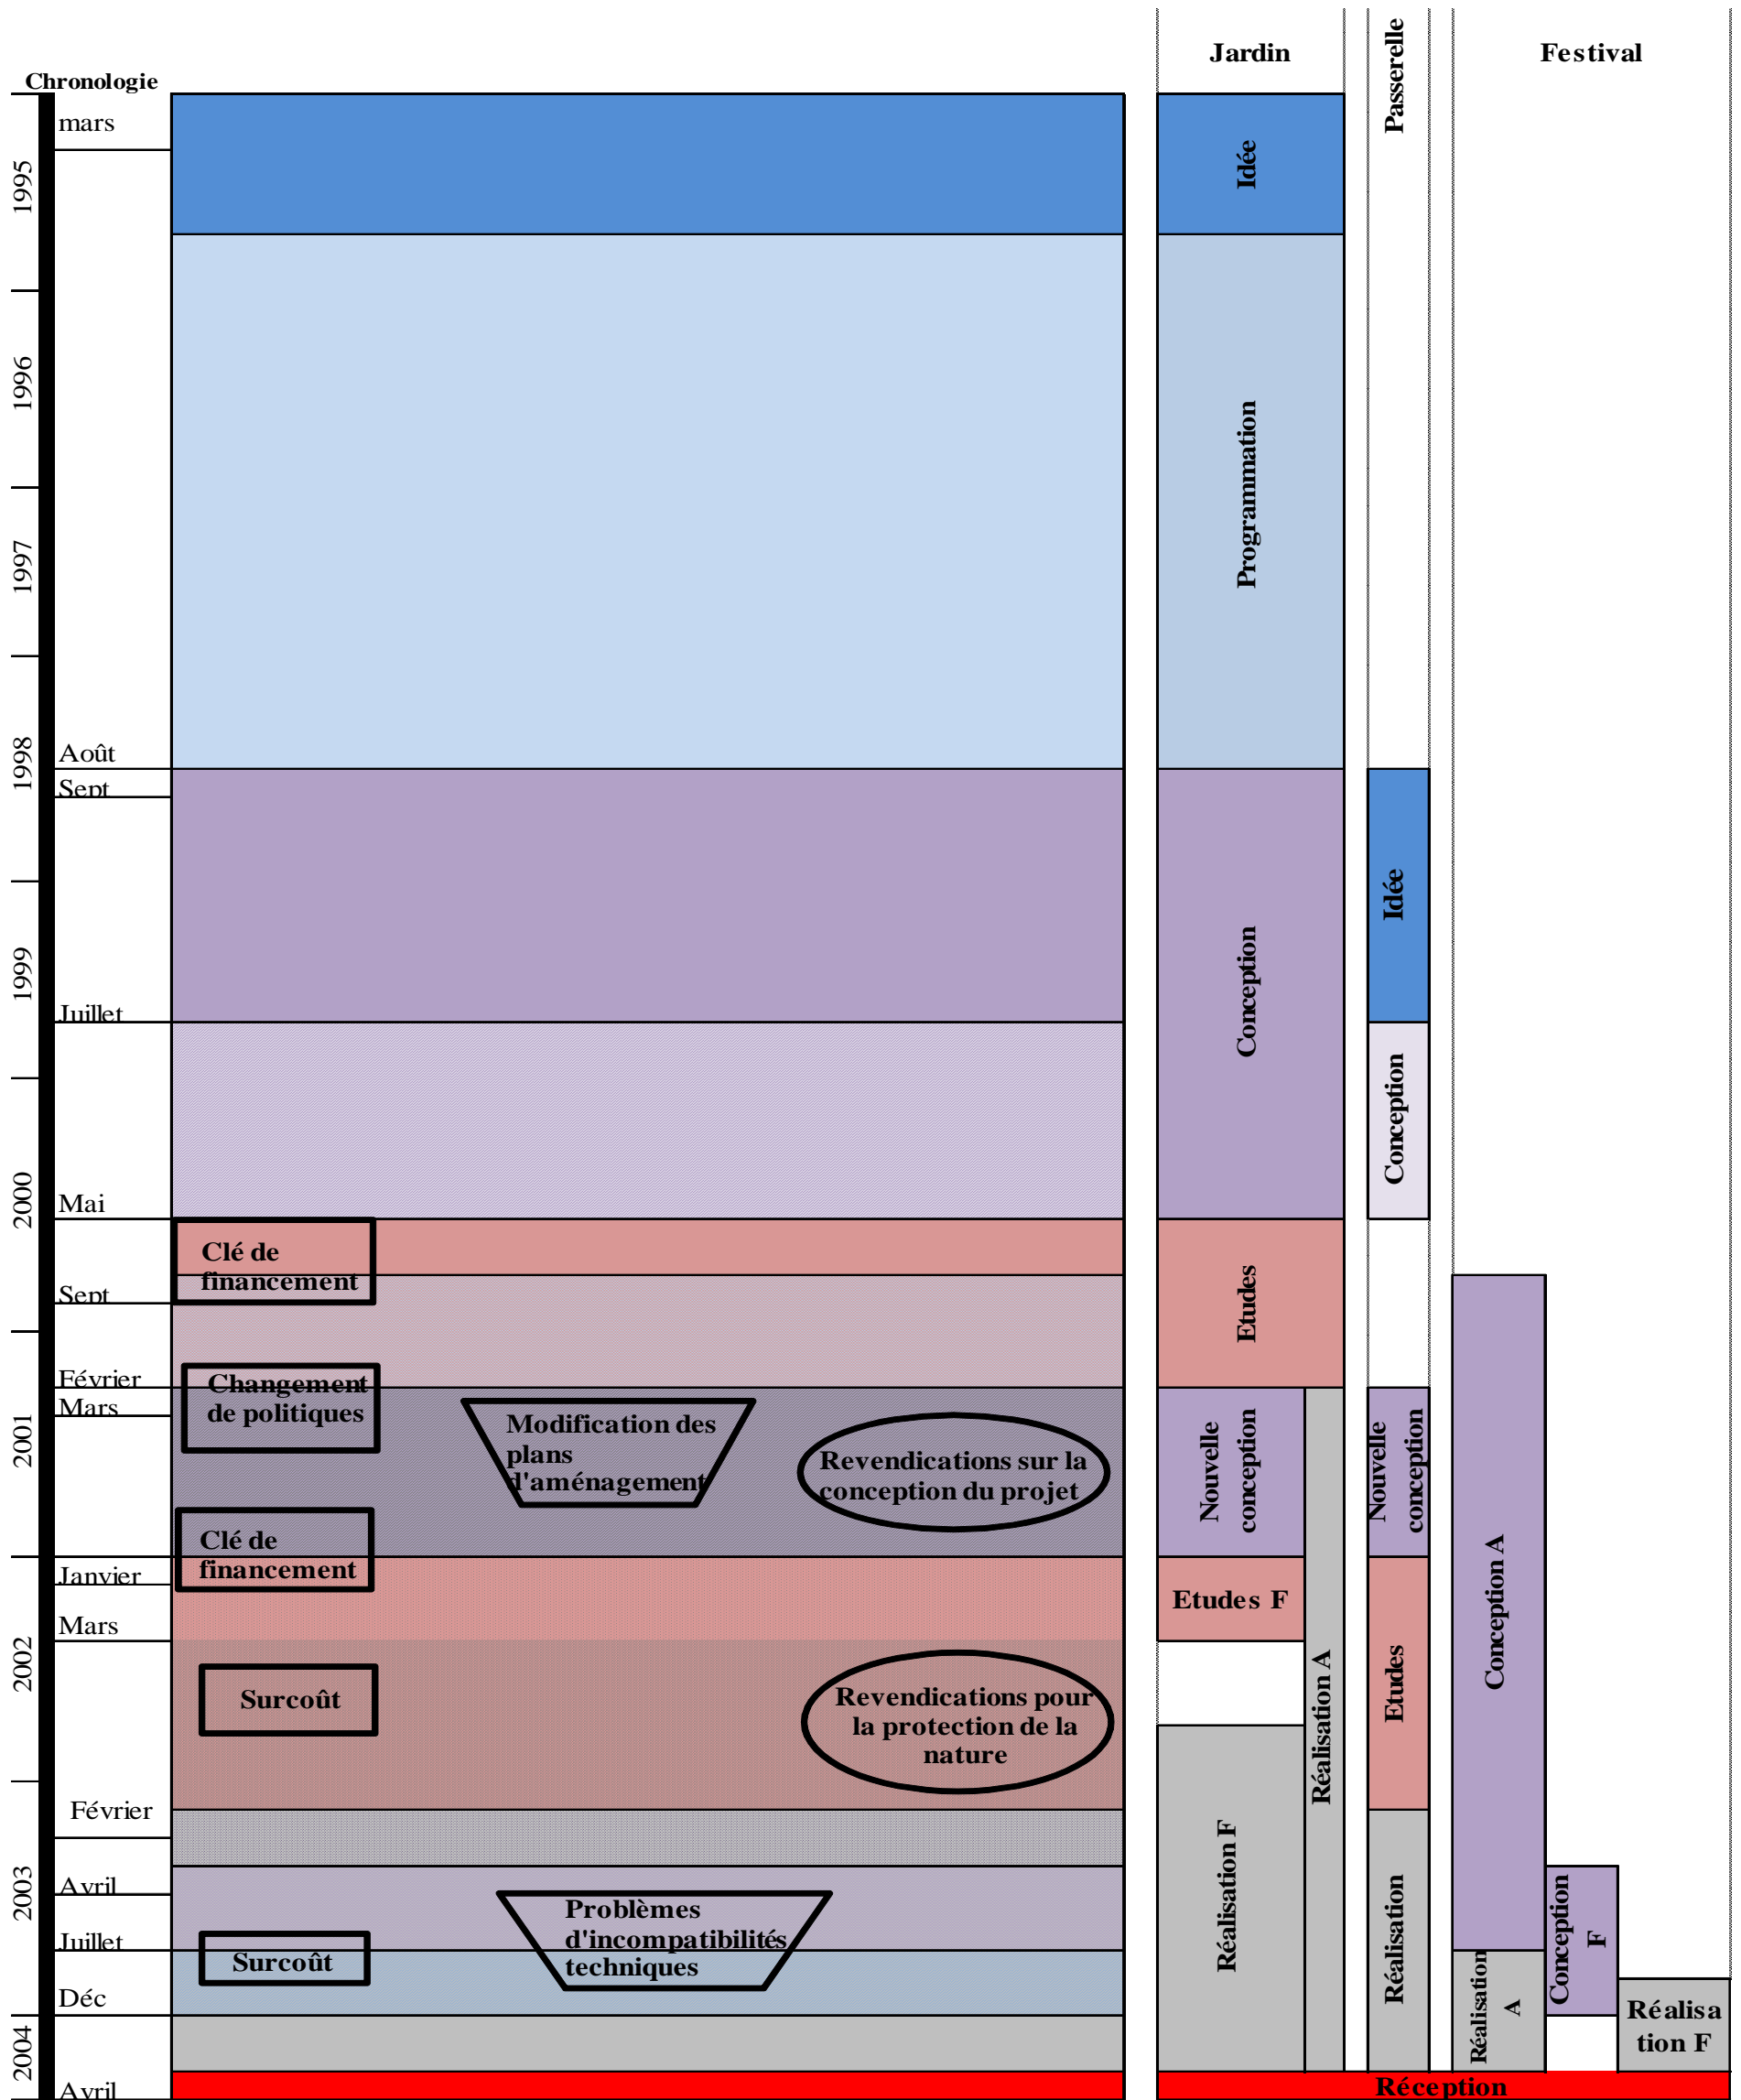 Jardin
Passerelle
Festival
Chronologie
mars
1995
Idée
1996
Programmation
1997
1998
Août
Sept
Idée
1999
Conception
Juillet
Conception
2000
Mai
Clé de
financement
Sept
Etudes
Février
Mars
Changement
de politiques
2001
Modification des
plans
d'aménagement
Revendications sur la
conception du projet
Nouvelle
conception
Nouvelle
conception
Clé de
financement
Janvier
Etudes F
Conception A
Mars
2002
Surcoût
Revendications pour
la protection de la
nature
Réalisation A
Etudes
Février
2003
Avril
Réalisation F
Réalisation
Problèmes
d'incompatibilités
techniques
Juillet
Surcoût
Conception
F
Déc
Réalisation
A
Réalisa
tion F
2004
Avril
Réception